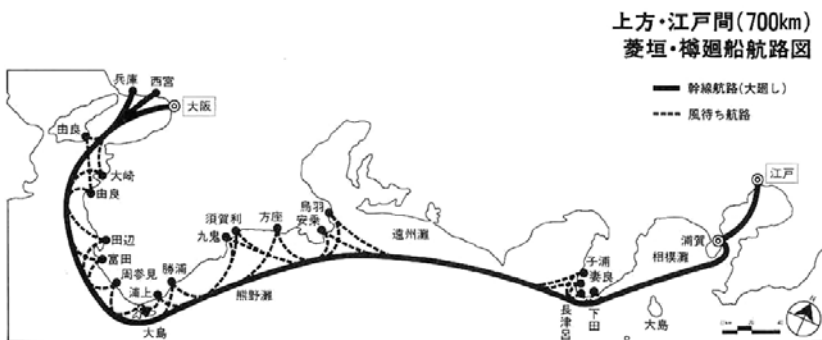 上方・江戸間(700km)
菱垣・樽廻船航路図
幹線航路(大廻し)
風待ち航路
兵庫
西宮
大阪
由良
大崎
由良
田辺
富田
周参見
浦上
勝浦
大島
九鬼
須賀利
方座
熊野灘
安乗
鳥羽
遠州灘
子浦
妻良
長津呂
下田
大島
相模灘
浦賀
江戸